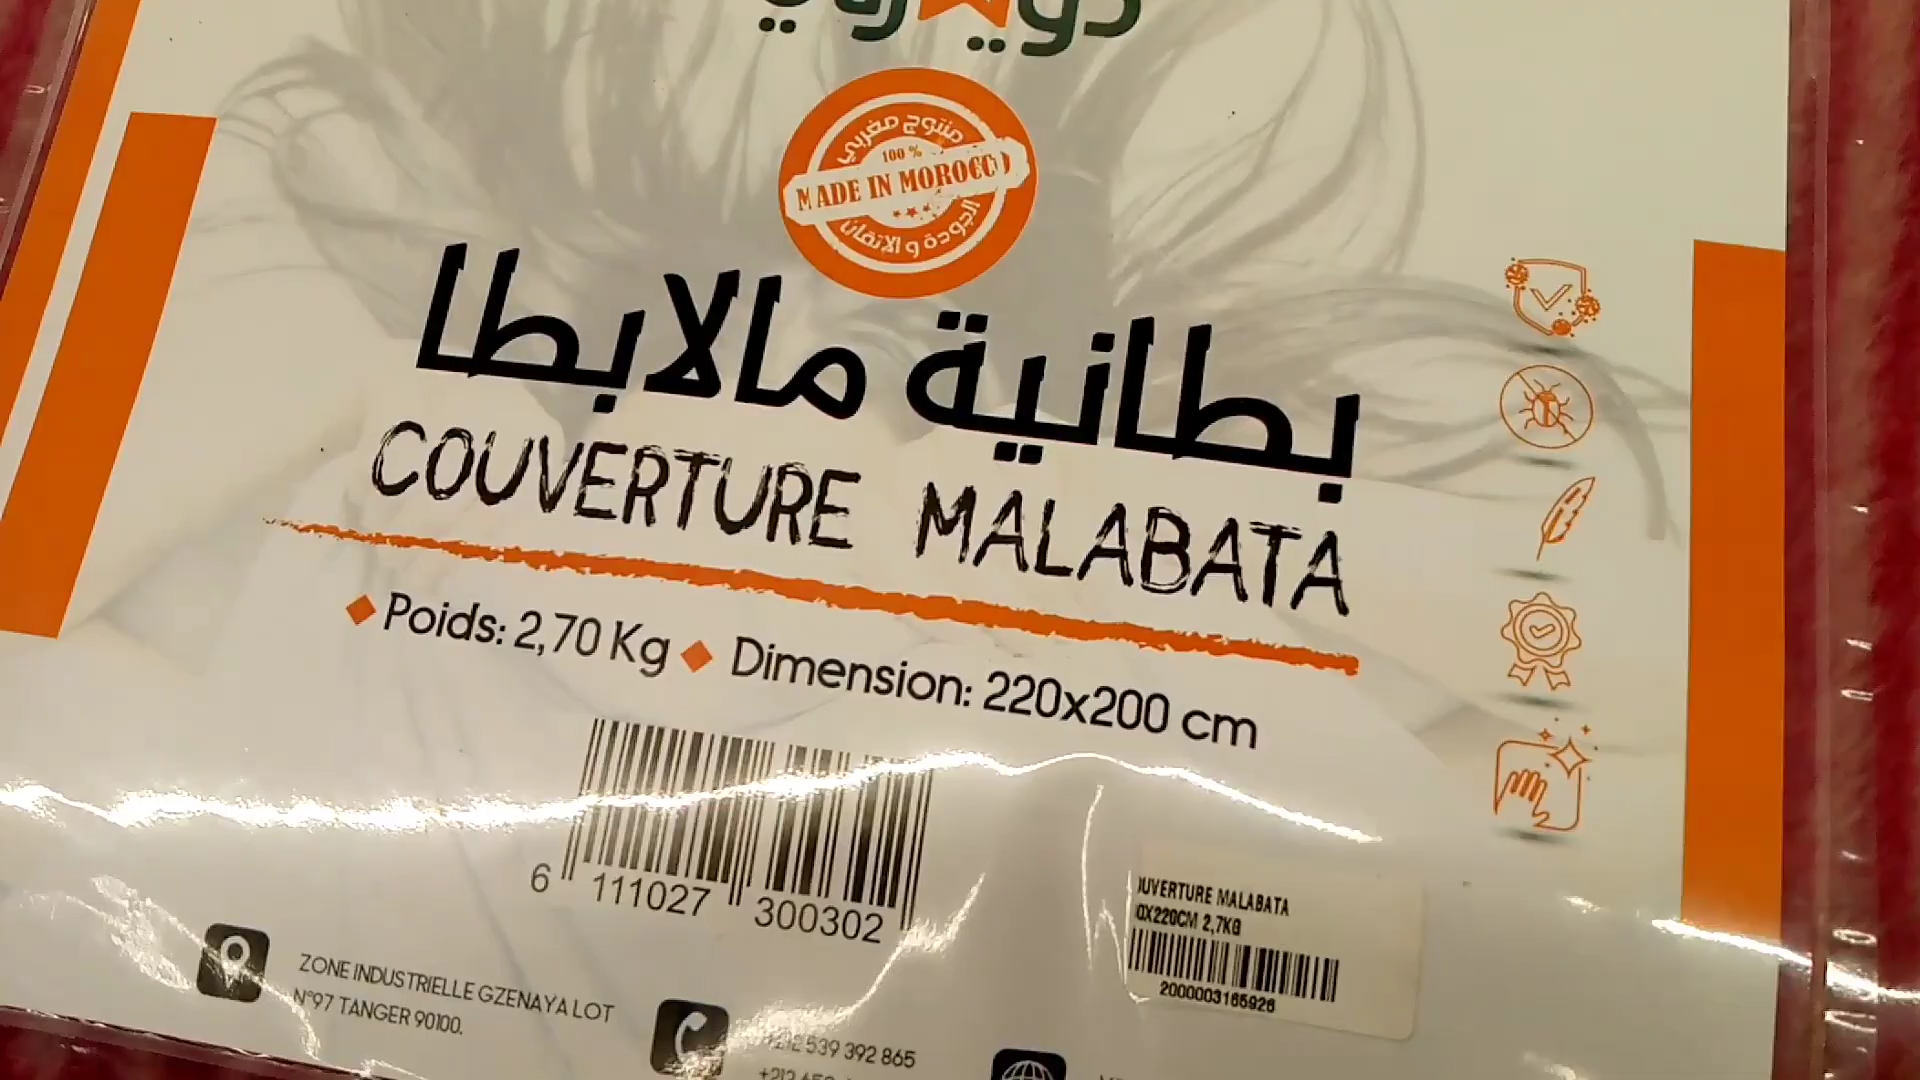 منتوج مغربي
100 %
MADE IN MOROCCO
الجودة و الإتقان
بطانية مالابطا
COUVERTURE MALABATA
Poids: 2,70 Kg
Dimension: 220x200 cm
6 111027 300302
OUVERTURE MALABATA
0X220CM 2,7KG
2000003165926
ZONE INDUSTRIELLE GZENAYA LOT
N°97 TANGER 90100.
+212 539 392 865